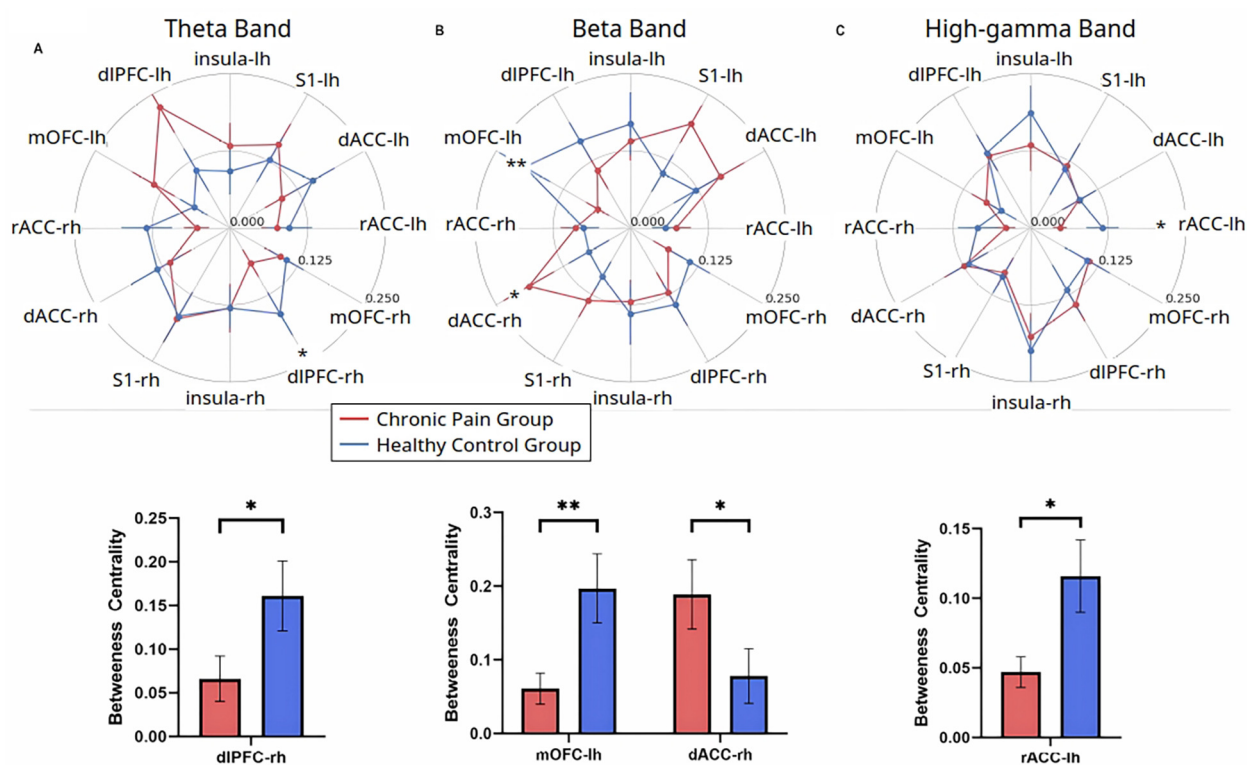 A
Theta Band
insula-lh
dlPFC-lh
S1-lh
mOFC-lh
dACC-lh
rACC-rh
0.000
rACC-lh
0.125
dACC-rh
0.250
mOFC-rh
*
S1-rh
dlPFC-rh
insula-rh
B
Beta Band
insula-lh
dlPFC-lh
S1-lh
mOFC-lh
dACC-lh
**
rACC-rh
0.000
rACC-lh
0.125
*
dACC-rh
0.250
mOFC-rh
S1-rh
dlPFC-rh
insula-rh
C
High-gamma Band
insula-lh
dlPFC-lh
S1-lh
mOFC-lh
dACC-lh
rACC-rh
0.000
* rACC-lh
0.125
dACC-rh
0.250
mOFC-rh
S1-rh
dlPFC-rh
insula-rh
Chronic Pain Group
Healthy Control Group
Betweeness Centrality
0.25
0.20
0.15
0.10
0.05
0.00
*
dlPFC-rh
Betweeness Centrality
0.3
0.2
0.1
0.0
**
*
mOFC-lh
dACC-rh
Betweeness Centrality
0.15
0.10
0.05
0.00
*
rACC-lh